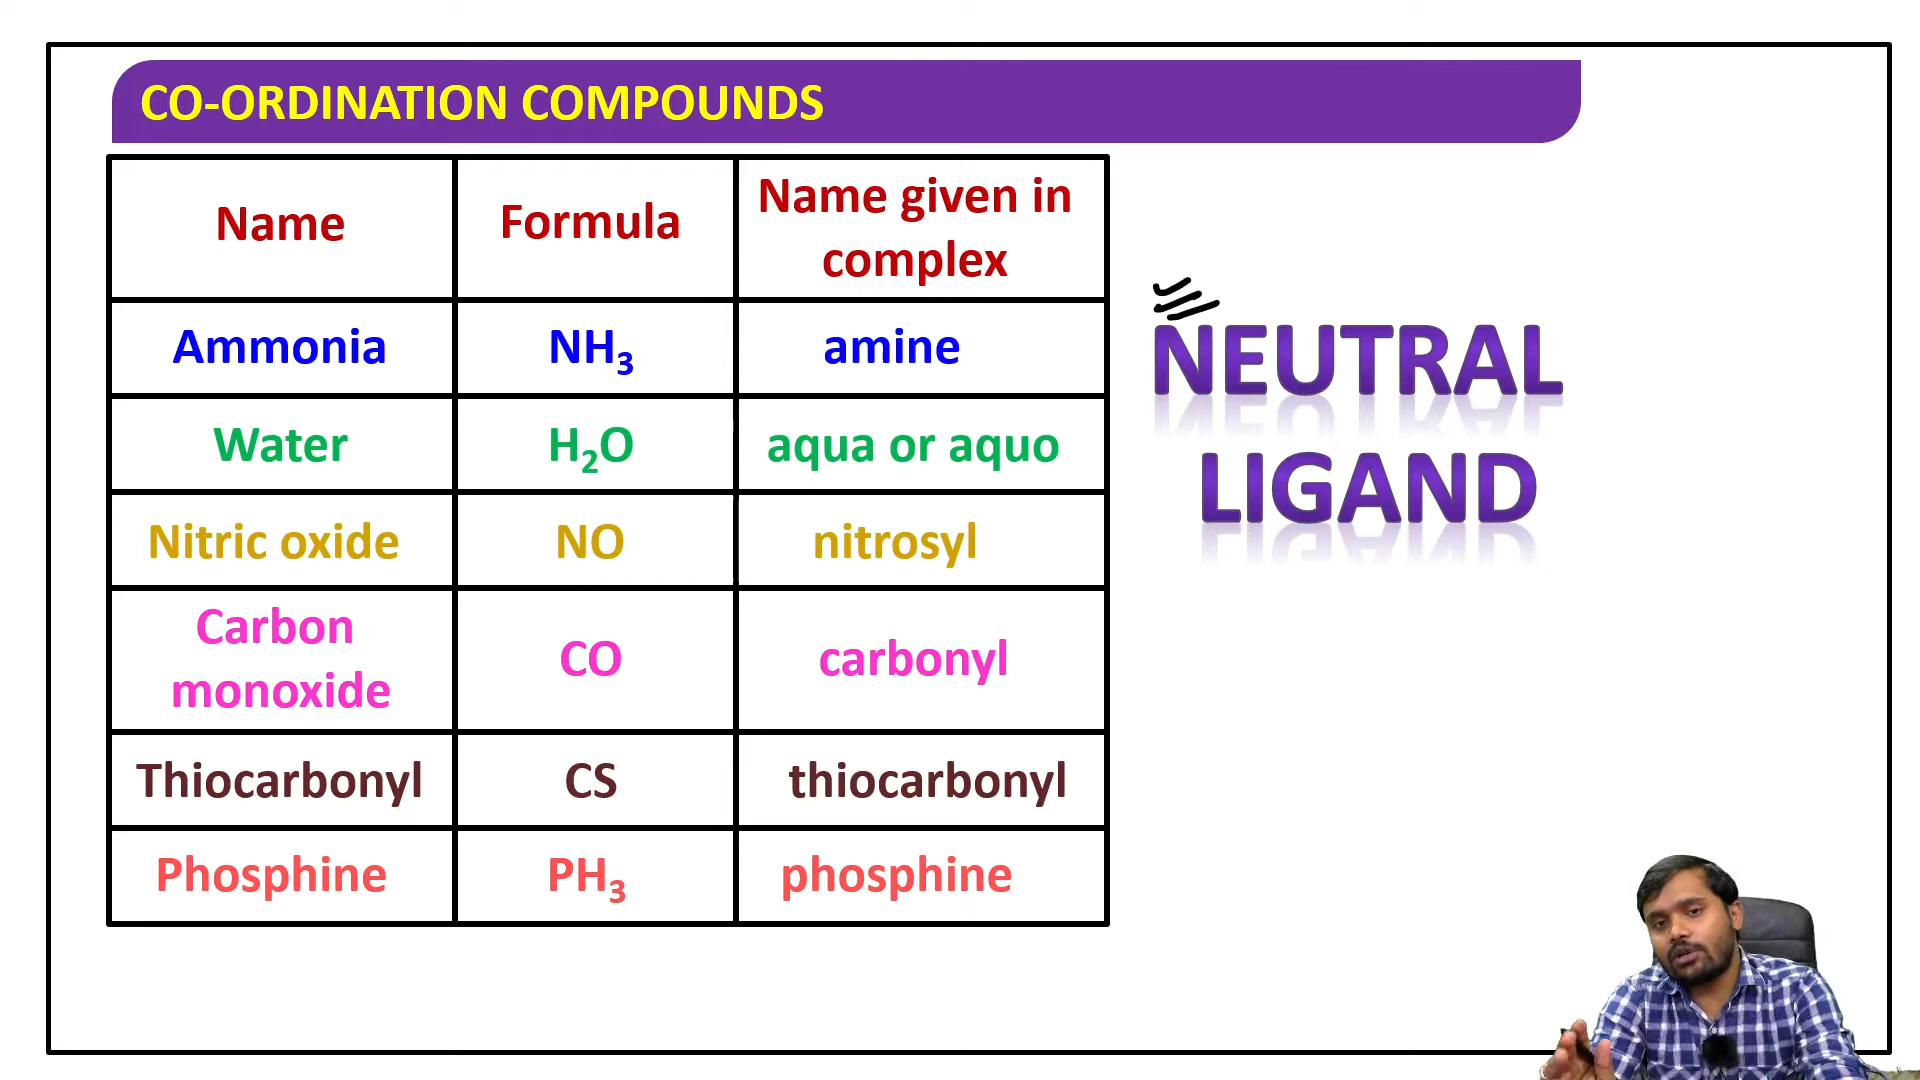 CO-ORDINATION COMPOUNDS
Name Formula Name given in
complex
Ammonia NH₃ amine
Water H₂O aqua or aquo
Nitric oxide NO nitrosyl
Carbon
monoxide CO carbonyl
Thiocarbonyl CS thiocarbonyl
Phosphine PH₃ phosphine
NEUTRAL
LIGAND